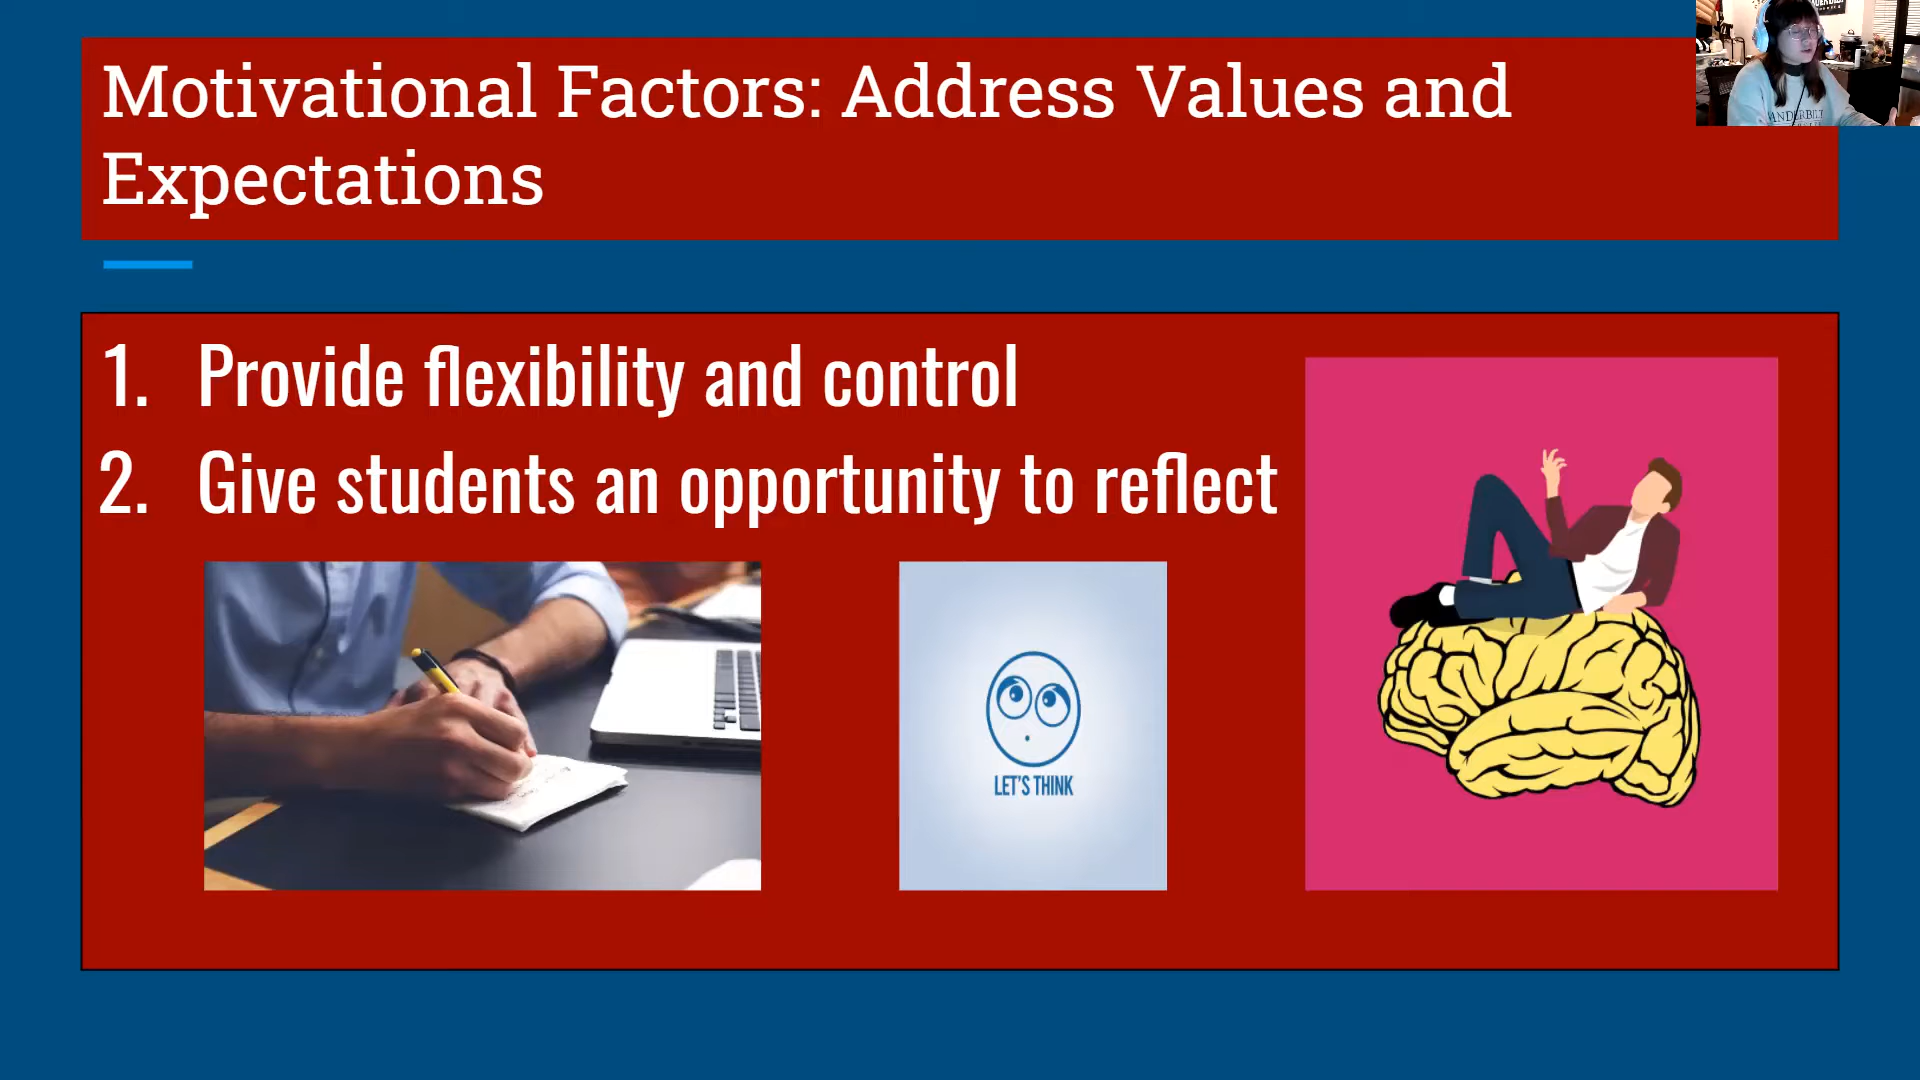 Motivational Factors: Address Values and
Expectations
1. Provide flexibility and control
2. Give students an opportunity to reflect
LET'S THINK